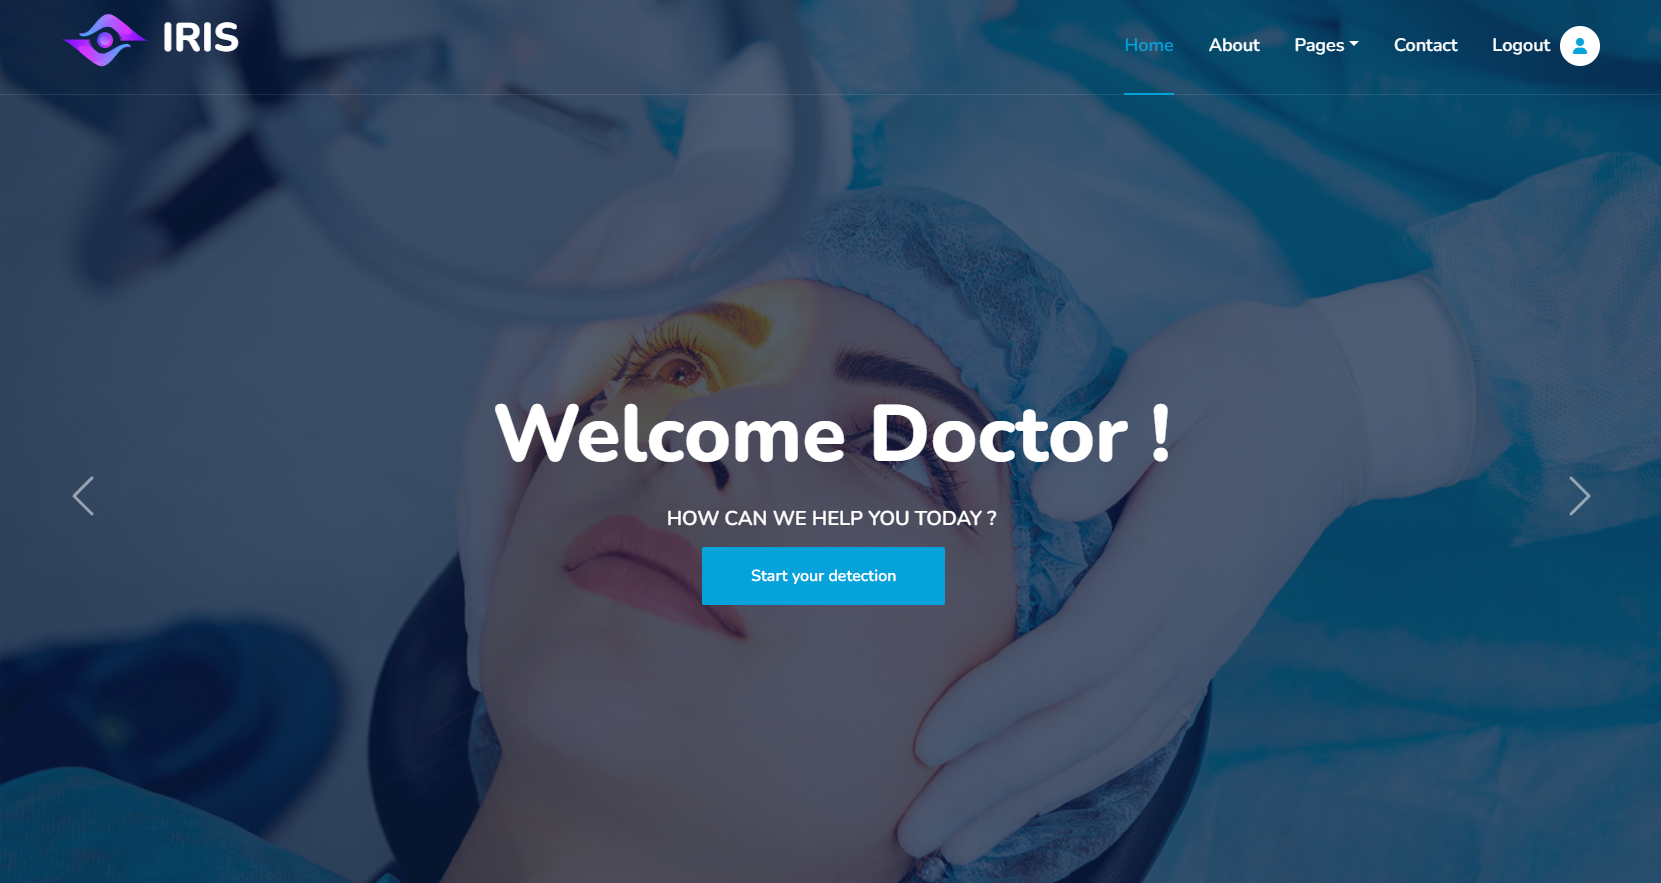 IRIS
Home About Pages Contact Logout
Welcome Doctor !
HOW CAN WE HELP YOU TODAY ?
Start your detection